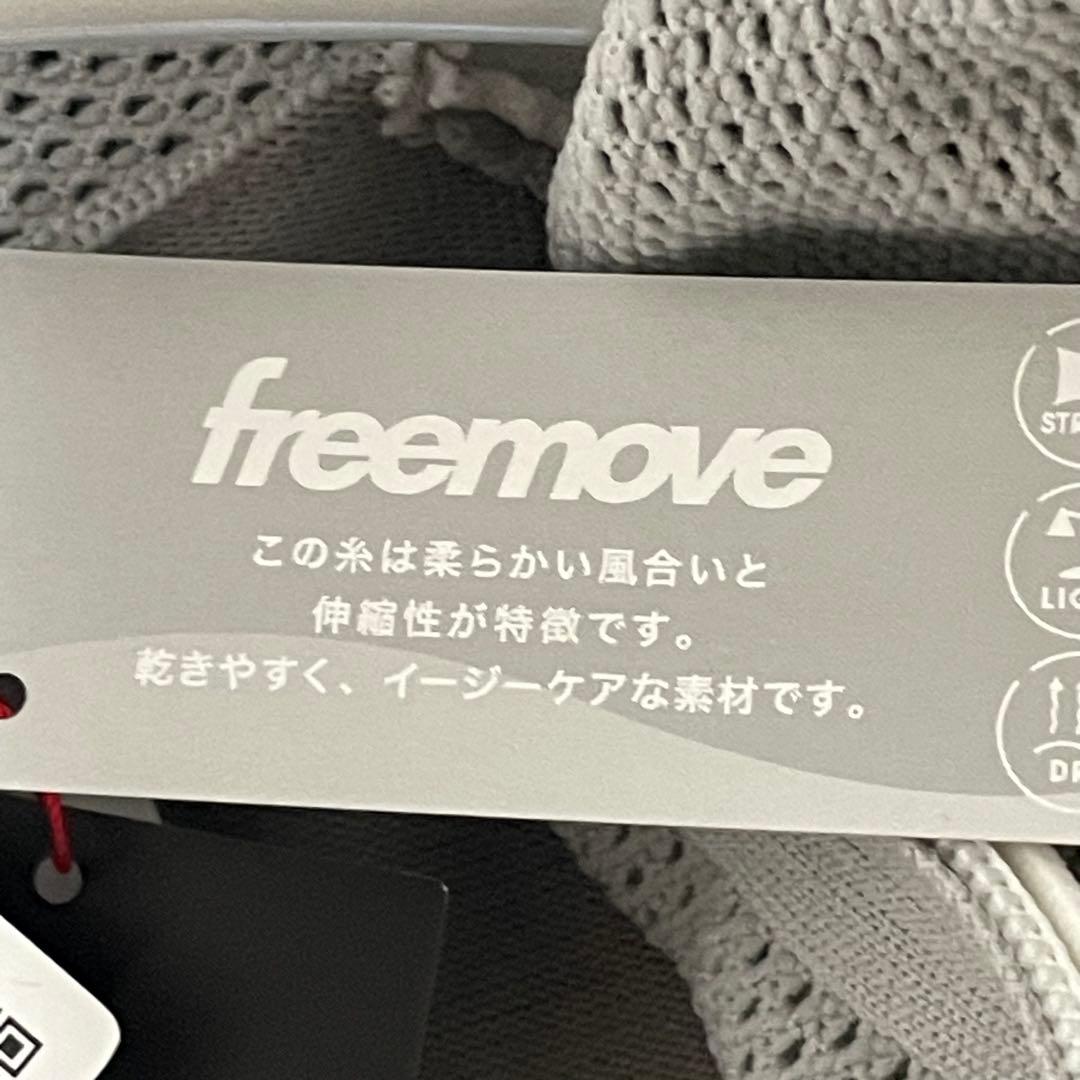 freemove
この糸は柔らかい風合いと
伸縮性が特徴です。
乾きやすく、イージーケアな素材です。